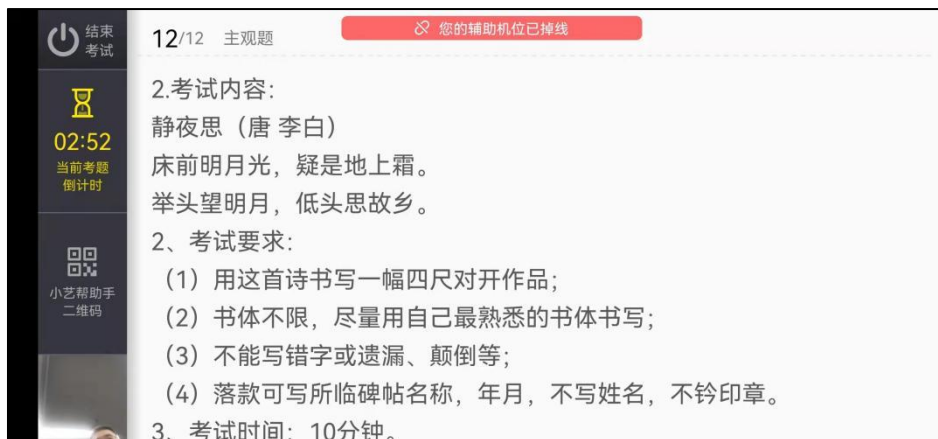 结束
考试
12/12 主观题
您的辅助机位已掉线
02:52
当前考题
倒计时
小艺帮助手
二维码
2.考试内容:
静夜思（唐 李白）
床前明月光，疑是地上霜。
举头望明月，低头思故乡。
2、考试要求:
（1）用这首诗书写一幅四尺对开作品;
（2）书体不限，尽量用自己最熟悉的书体书写;
（3）不能写错字或遗漏、颠倒等;
（4）落款可写所临碑帖名称，年月，不写姓名，不钤印章。
3、考试时间: 10分钟。